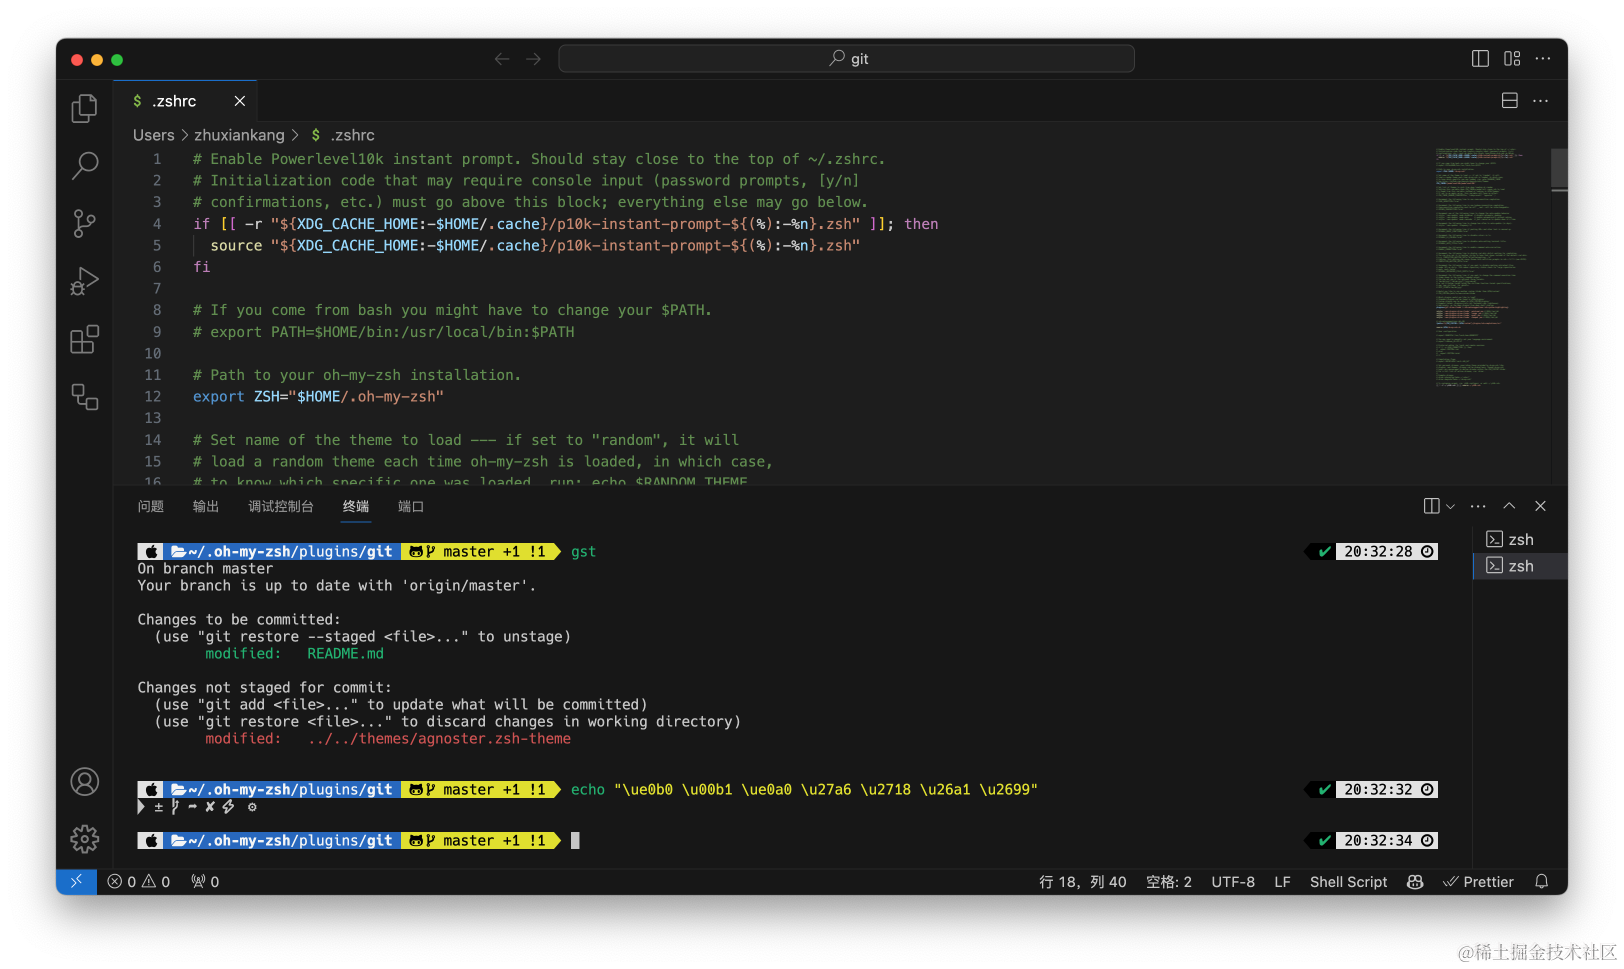 git
$ .zshrc
Users > zhuxiankang > $ .zshrc
1 # Enable Powerlevel10k instant prompt. Should stay close to the top of ~/.zshrc.
2 # Initialization code that may require console input (password prompts, [y/n]
3 # confirmations, etc.) must go above this block; everything else may go below.
4 if [[ -r "${XDG_CACHE_HOME:-$HOME/.cache}/p10k-instant-prompt-${(%):-%n}.zsh" ]]; then
5   source "${XDG_CACHE_HOME:-$HOME/.cache}/p10k-instant-prompt-${(%):-%n}.zsh"
6 fi
7
8 # If you come from bash you might have to change your $PATH.
9 # export PATH=$HOME/bin:/usr/local/bin:$PATH
10
11 # Path to your oh-my-zsh installation.
12 export ZSH="$HOME/.oh-my-zsh"
13
14 # Set name of the theme to load --- if set to "random", it will
15 # load a random theme each time oh-my-zsh is loaded, in which case,
16 # to know which specific one was loaded, run: echo $RANDOM_THEME
问题 输出 调试控制台 终端 端口
zsh
zsh
~/.oh-my-zsh/plugins/git master +1 !1 gst ✔ 20:32:28
On branch master
Your branch is up to date with 'origin/master'.
Changes to be committed:
(use "git restore --staged <file>..." to unstage)
modified: README.md
Changes not staged for commit:
(use "git add <file>..." to update what will be committed)
(use "git restore <file>..." to discard changes in working directory)
modified: ../../themes/agnoster.zsh-theme
~/.oh-my-zsh/plugins/git master +1 !1 echo "\ue0b0 \u00b1 \ue0a0 \u27a6 \u2718 \u26a1 \u2699" ✔ 20:32:32
 ±  ➦ ✘ ⚡ ⚙
~/.oh-my-zsh/plugins/git master +1 !1 ✔ 20:32:34
0 0 0 行 18，列 40 空格: 2 UTF-8 LF Shell Script Prettier
@稀土掘金技术社区